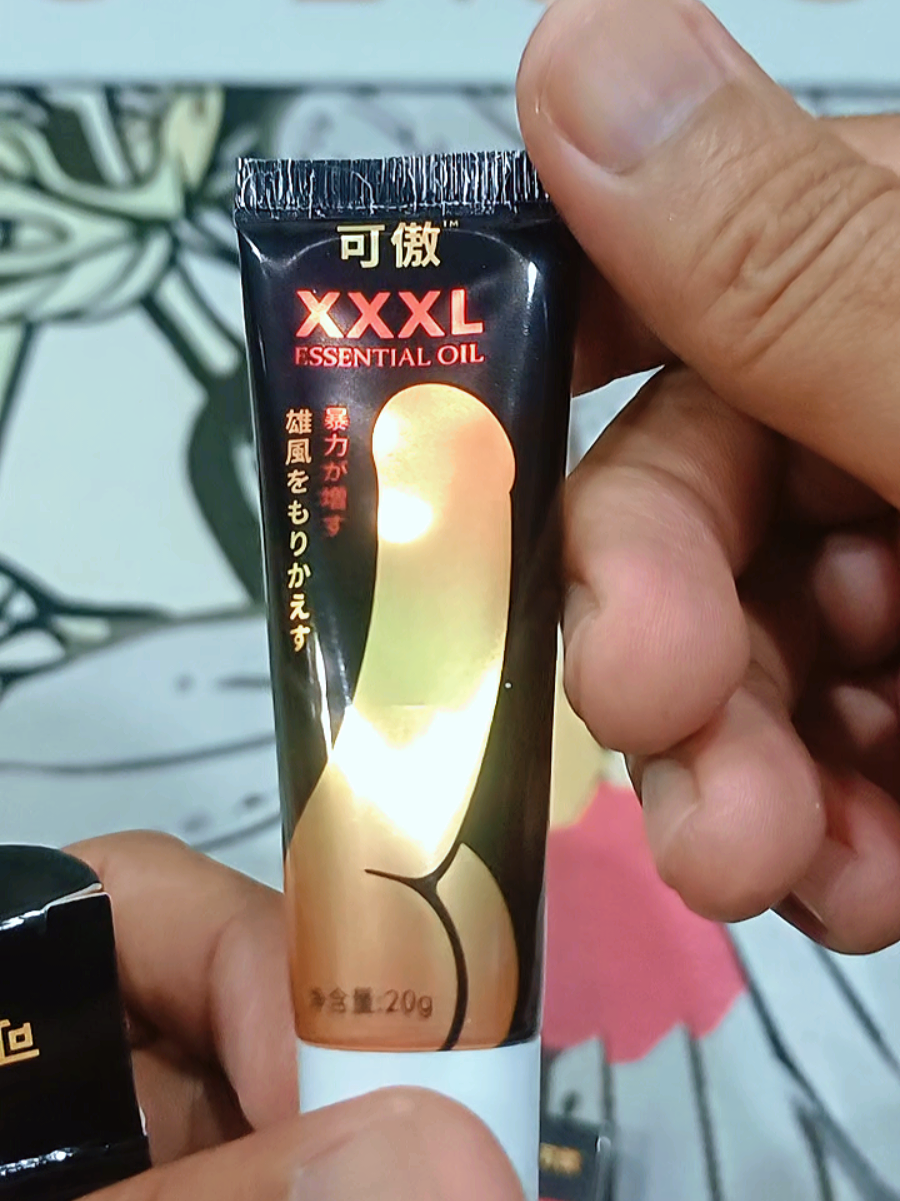 可傲™
XXXL
ESSENTIAL OIL
暴力が増す
雄風をもりかえす
净含量:20g
可